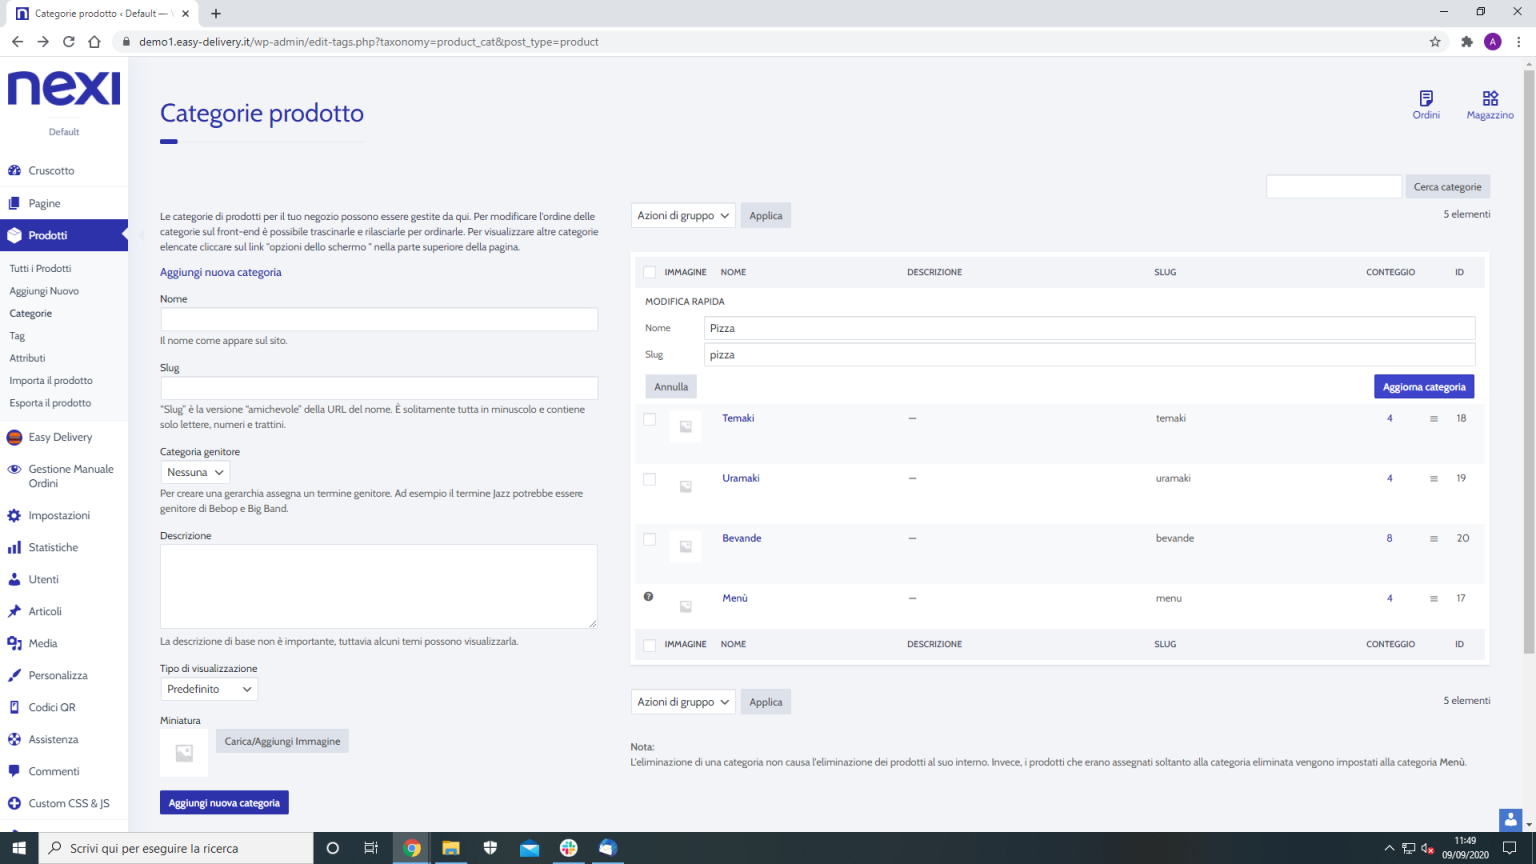 Categorie prodotto ‹ Default —
demo1.easy-delivery.it/wp-admin/edit-tags.php?taxonomy=product_cat&post_type=product
A
nexi
Default
Cruscotto
Pagine
Prodotti
Tutti i Prodotti
Aggiungi Nuovo
Categorie
Tag
Attributi
Importa il prodotto
Esporta il prodotto
Easy Delivery
Gestione Manuale
Ordini
Impostazioni
Statistiche
Utenti
Articoli
Media
Personalizza
Codici QR
Assistenza
Commenti
Custom CSS & JS
Categorie prodotto
Ordini
Magazzino
Le categorie di prodotti per il tuo negozio possono essere gestite da qui. Per modificare l'ordine delle
categorie sul front-end è possibile trascinarle e rilasciarle per ordinarle. Per visualizzare altre categorie
elencate cliccare sul link "opzioni dello schermo " nella parte superiore della pagina.
Aggiungi nuova categoria
Nome
Il nome come appare sul sito.
Slug
"Slug" è la versione "amichevole" della URL del nome. È solitamente tutta in minuscolo e contiene
solo lettere, numeri e trattini.
Categoria genitore
Nessuna
Per creare una gerarchia assegna un termine genitore. Ad esempio il termine Jazz potrebbe essere
genitore di Bebop e Big Band.
Descrizione
La descrizione di base non è importante, tuttavia alcuni temi possono visualizzarla.
Tipo di visualizzazione
Predefinito
Miniatura
Carica/Aggiungi Immagine
Aggiungi nuova categoria
Cerca categorie
Azioni di gruppo Applica 5 elementi
IMMAGINE NOME DESCRIZIONE SLUG CONTEGGIO ID
MODIFICA RAPIDA
Nome Pizza
Slug pizza
Annulla Aggiorna categoria
Temaki — temaki 4 18
Uramaki — uramaki 4 19
Bevande — bevande 8 20
Menù — menu 4 17
IMMAGINE NOME DESCRIZIONE SLUG CONTEGGIO ID
Azioni di gruppo Applica 5 elementi
Nota:
L'eliminazione di una categoria non causa l'eliminazione dei prodotti al suo interno. Invece, i prodotti che erano assegnati soltanto alla categoria eliminata vengono impostati alla categoria Menù.
Scrivi qui per eseguire la ricerca
11:49
09/09/2020